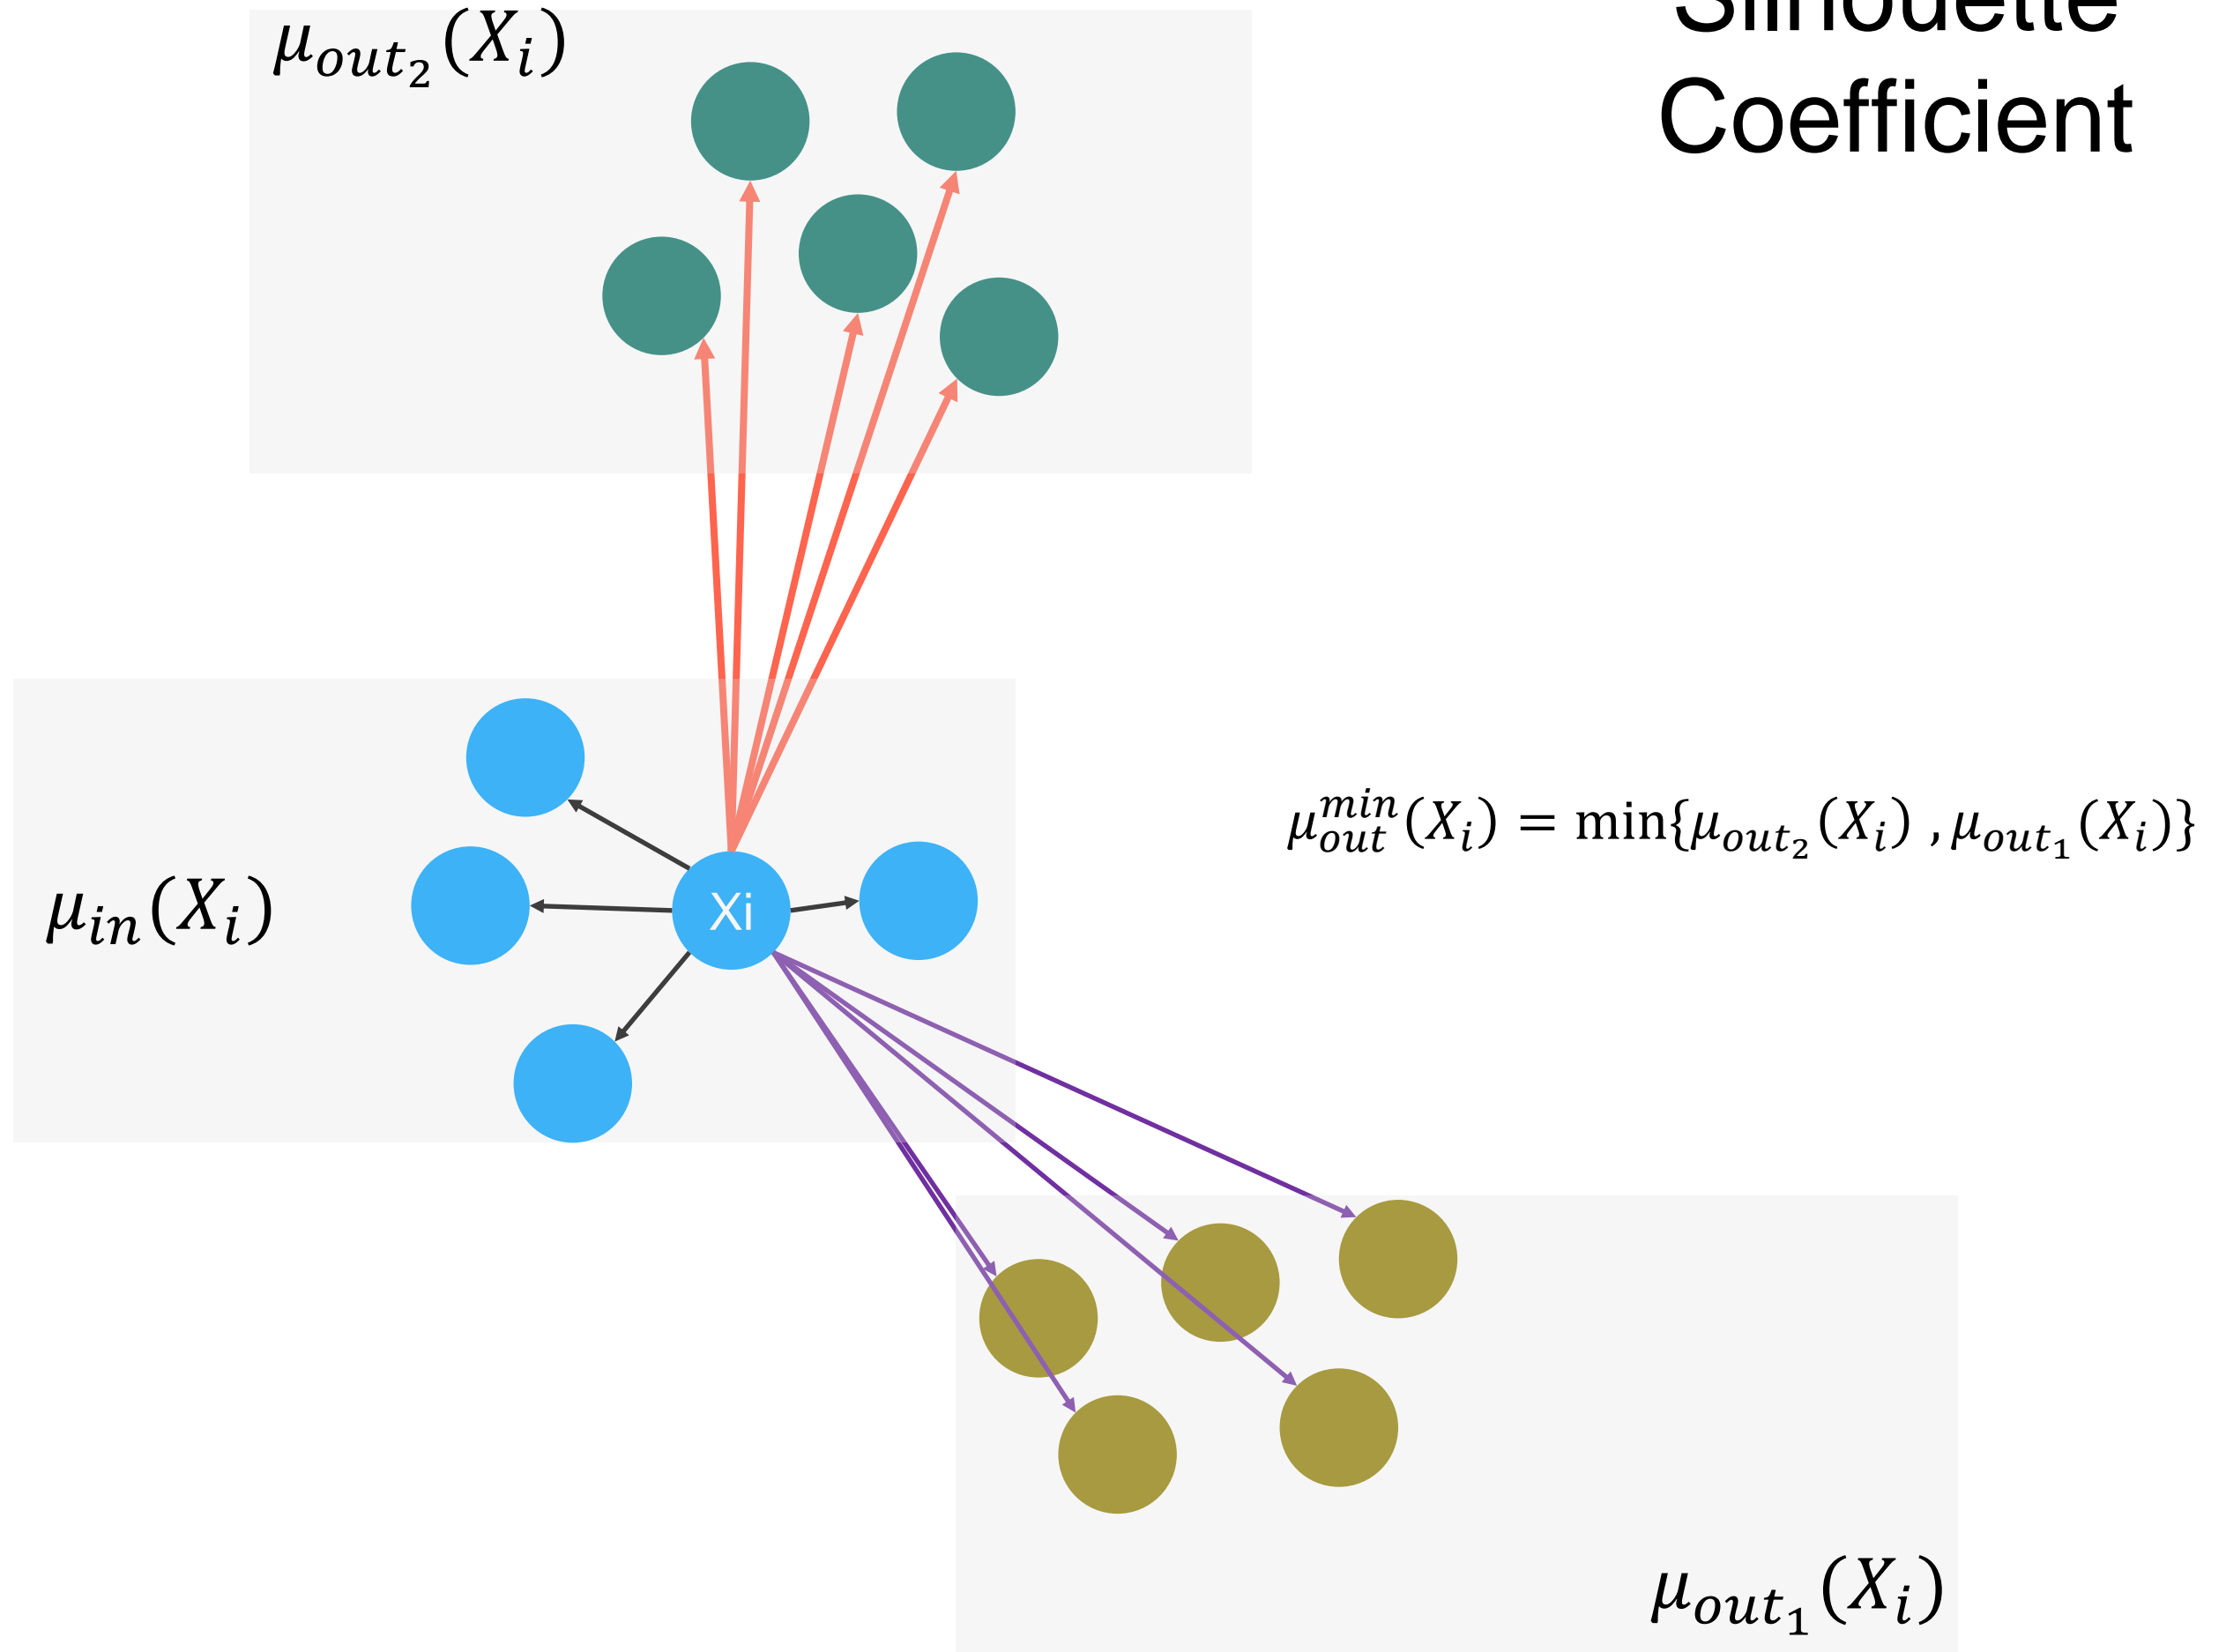 μ_{out_2}(X_i)
Silhouette
Coefficient
μ^{min}_{out}(X_i) = min{μ_{out_2}(X_i) ,μ_{out_1}(X_i)}
μ_{in}(X_i)
Xi
μ_{out_1}(X_i)